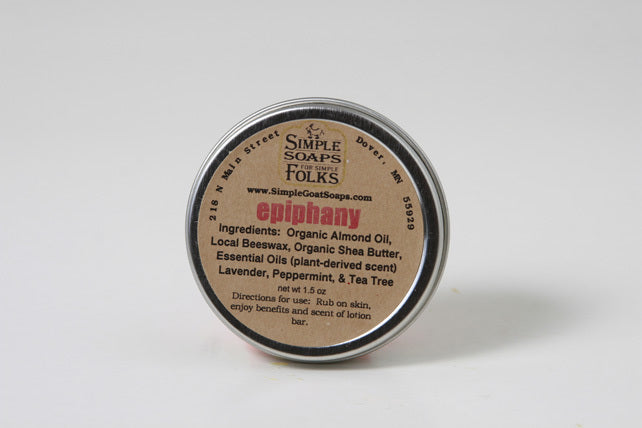 218 N Main Street Dover, MN 55929
SIMPLE
SOAPS
FOR SIMPLE
FOLKS
www.SimpleGoatSoaps.com
epiphany
Ingredients: Organic Almond Oil,
Local Beeswax, Organic Shea Butter,
Essential Oils (plant-derived scent)
Lavender, Peppermint, & Tea Tree
net wt 1.5 oz
Directions for use: Rub on skin,
enjoy benefits and scent of lotion
bar.